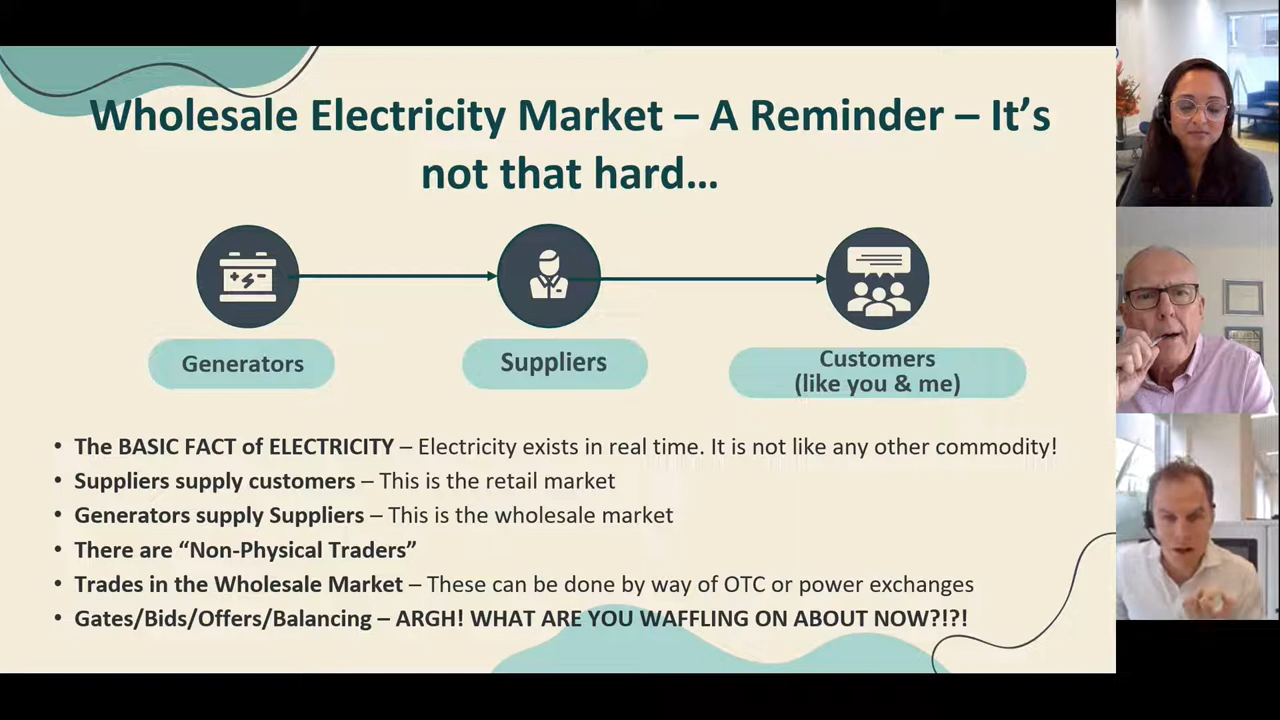 Wholesale Electricity Market – A Reminder – It’s
not that hard…
Generators
Suppliers
Customers
(like you & me)
• The BASIC FACT of ELECTRICITY – Electricity exists in real time. It is not like any other commodity!
• Suppliers supply customers – This is the retail market
• Generators supply Suppliers – This is the wholesale market
• There are “Non-Physical Traders”
• Trades in the Wholesale Market – These can be done by way of OTC or power exchanges
• Gates/Bids/Offers/Balancing – ARGH! WHAT ARE YOU WAFFLING ON ABOUT NOW?!?!